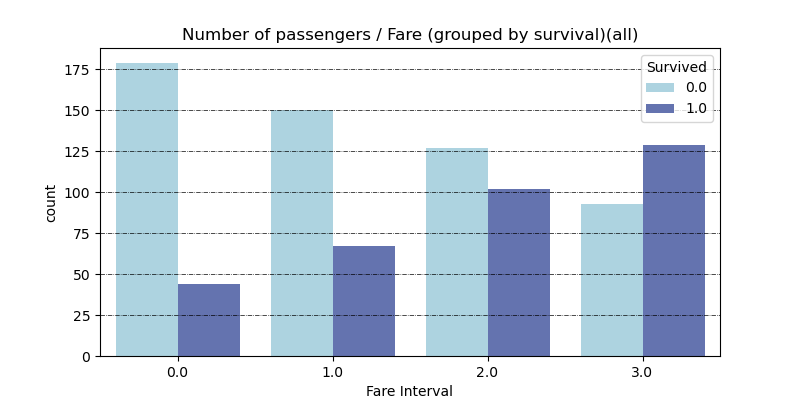 Number of passengers / Fare (grouped by survival)(all)
Survived
0.0
1.0
175
150
125
100
75
50
25
0
count
0.0 1.0 2.0 3.0
Fare Interval